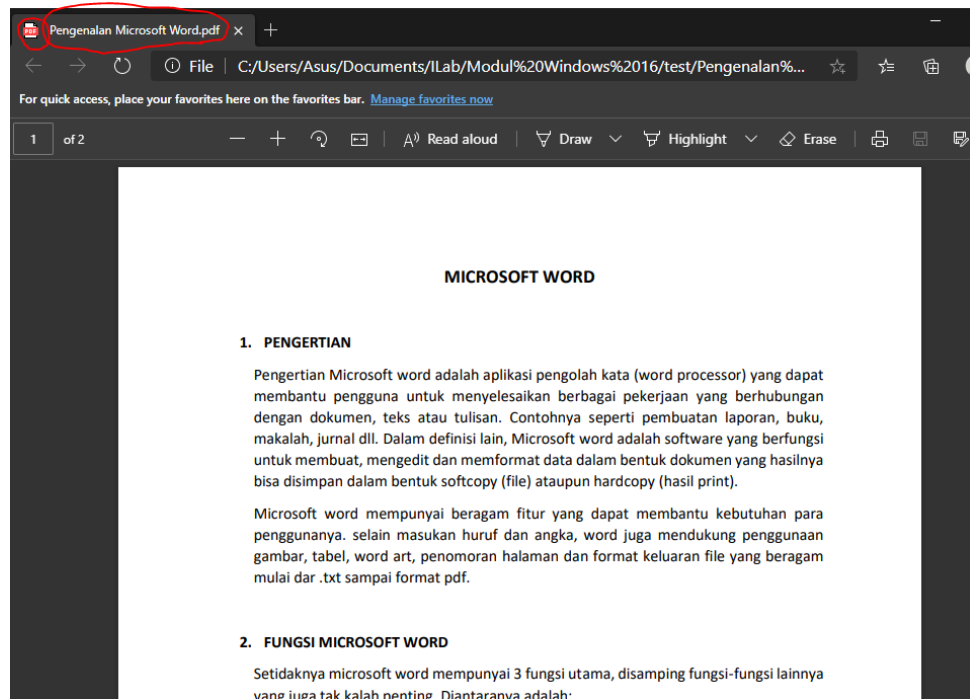 PDF Pengenalan Microsoft Word.pdf
File C:/Users/Asus/Documents/ILab/Modul%20Windows%2016/test/Pengenalan%...
For quick access, place your favorites here on the favorites bar. Manage favorites now
1 of 2 Read aloud Draw Highlight Erase
MICROSOFT WORD
1. PENGERTIAN
Pengertian Microsoft word adalah aplikasi pengolah kata (word processor) yang dapat
membantu pengguna untuk menyelesaikan berbagai pekerjaan yang berhubungan
dengan dokumen, teks atau tulisan. Contohnya seperti pembuatan laporan, buku,
makalah, jurnal dll. Dalam definisi lain, Microsoft word adalah software yang berfungsi
untuk membuat, mengedit dan memformat data dalam bentuk dokumen yang hasilnya
bisa disimpan dalam bentuk softcopy (file) ataupun hardcopy (hasil print).
Microsoft word mempunyai beragam fitur yang dapat membantu kebutuhan para
penggunanya. selain masukan huruf dan angka, word juga mendukung penggunaan
gambar, tabel, word art, penomoran halaman dan format keluaran file yang beragam
mulai dar .txt sampai format pdf.
2. FUNGSI MICROSOFT WORD
Setidaknya microsoft word mempunyai 3 fungsi utama, disamping fungsi-fungsi lainnya
yang juga tak kalah penting. Diantaranya adalah: